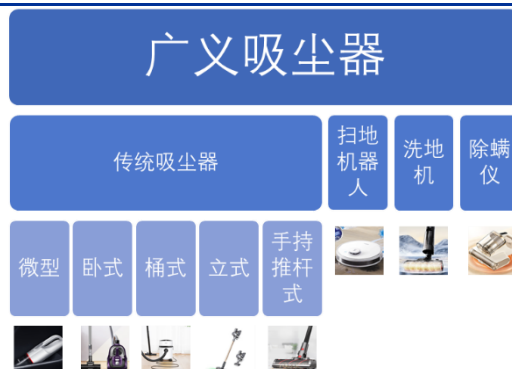 广义吸尘器
传统吸尘器
扫地
机器
人
洗地
机
除螨
仪
微型
卧式
桶式
立式
手持
推杆
式